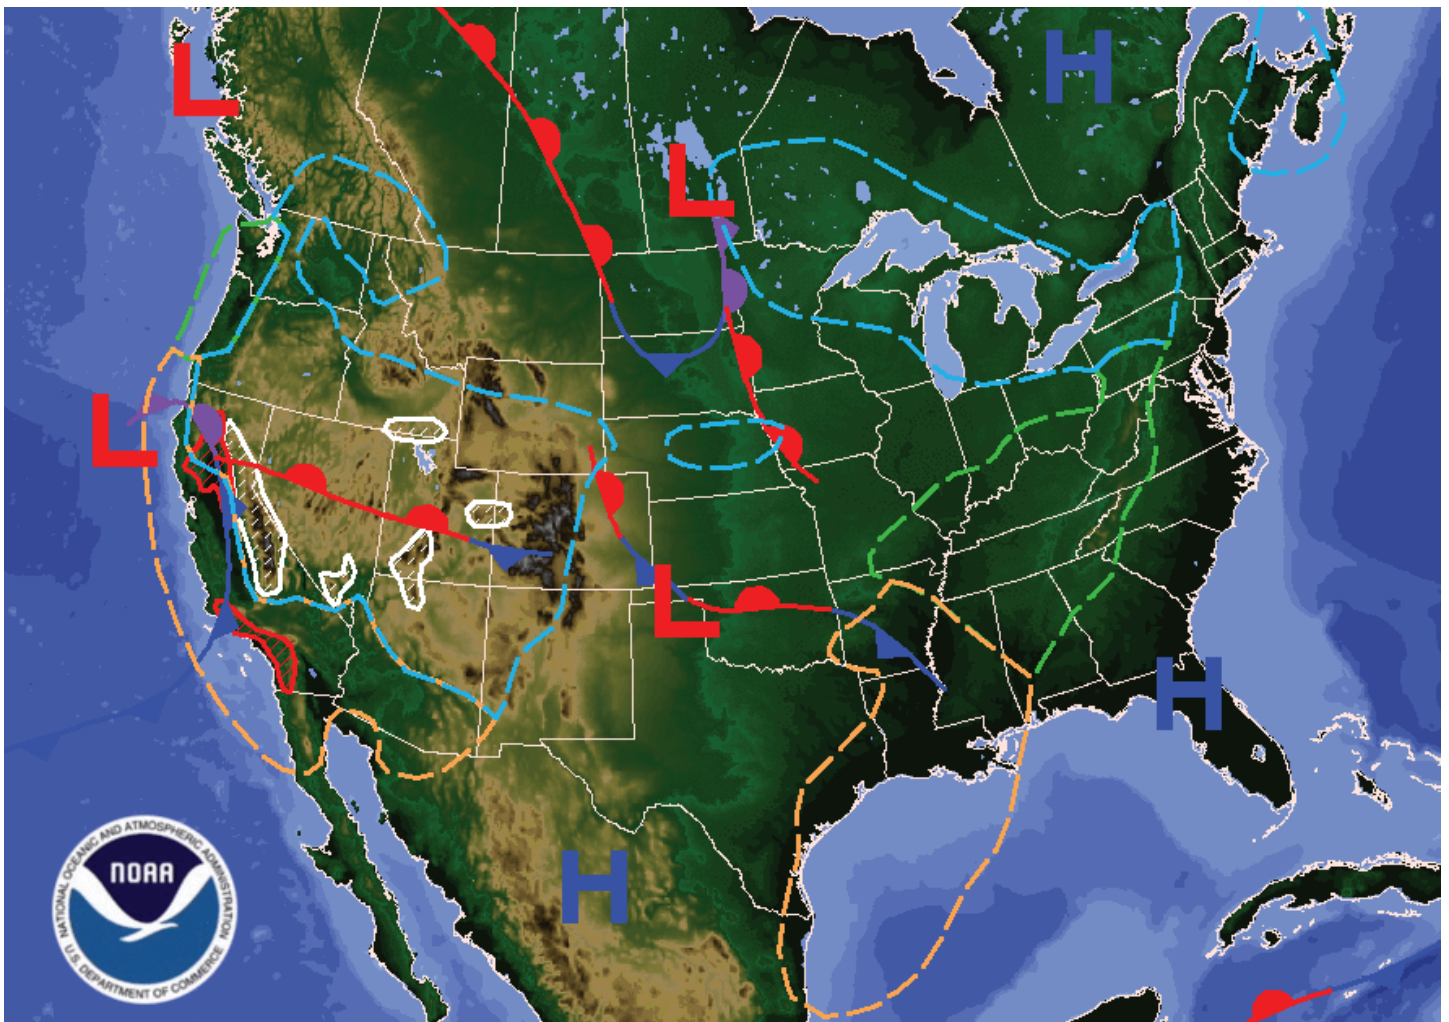 L
H
L
L
L
H
H
NOAA
NATIONAL OCEANIC AND ATMOSPHERIC ADMINISTRATION
U.S. DEPARTMENT OF COMMERCE